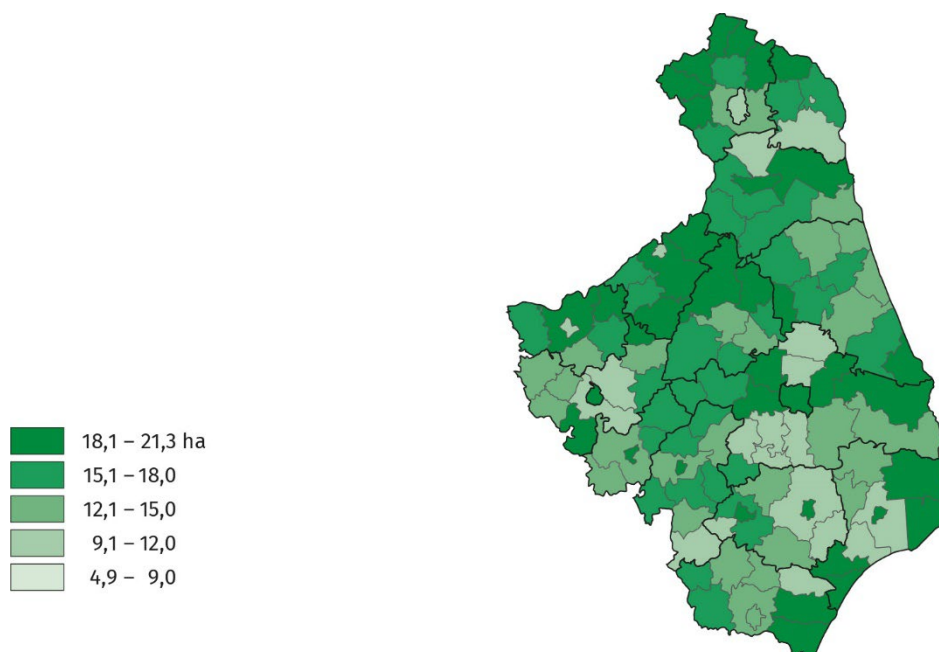 18,1 – 21,3 ha
15,1 – 18,0
12,1 – 15,0
9,1 – 12,0
4,9 – 9,0